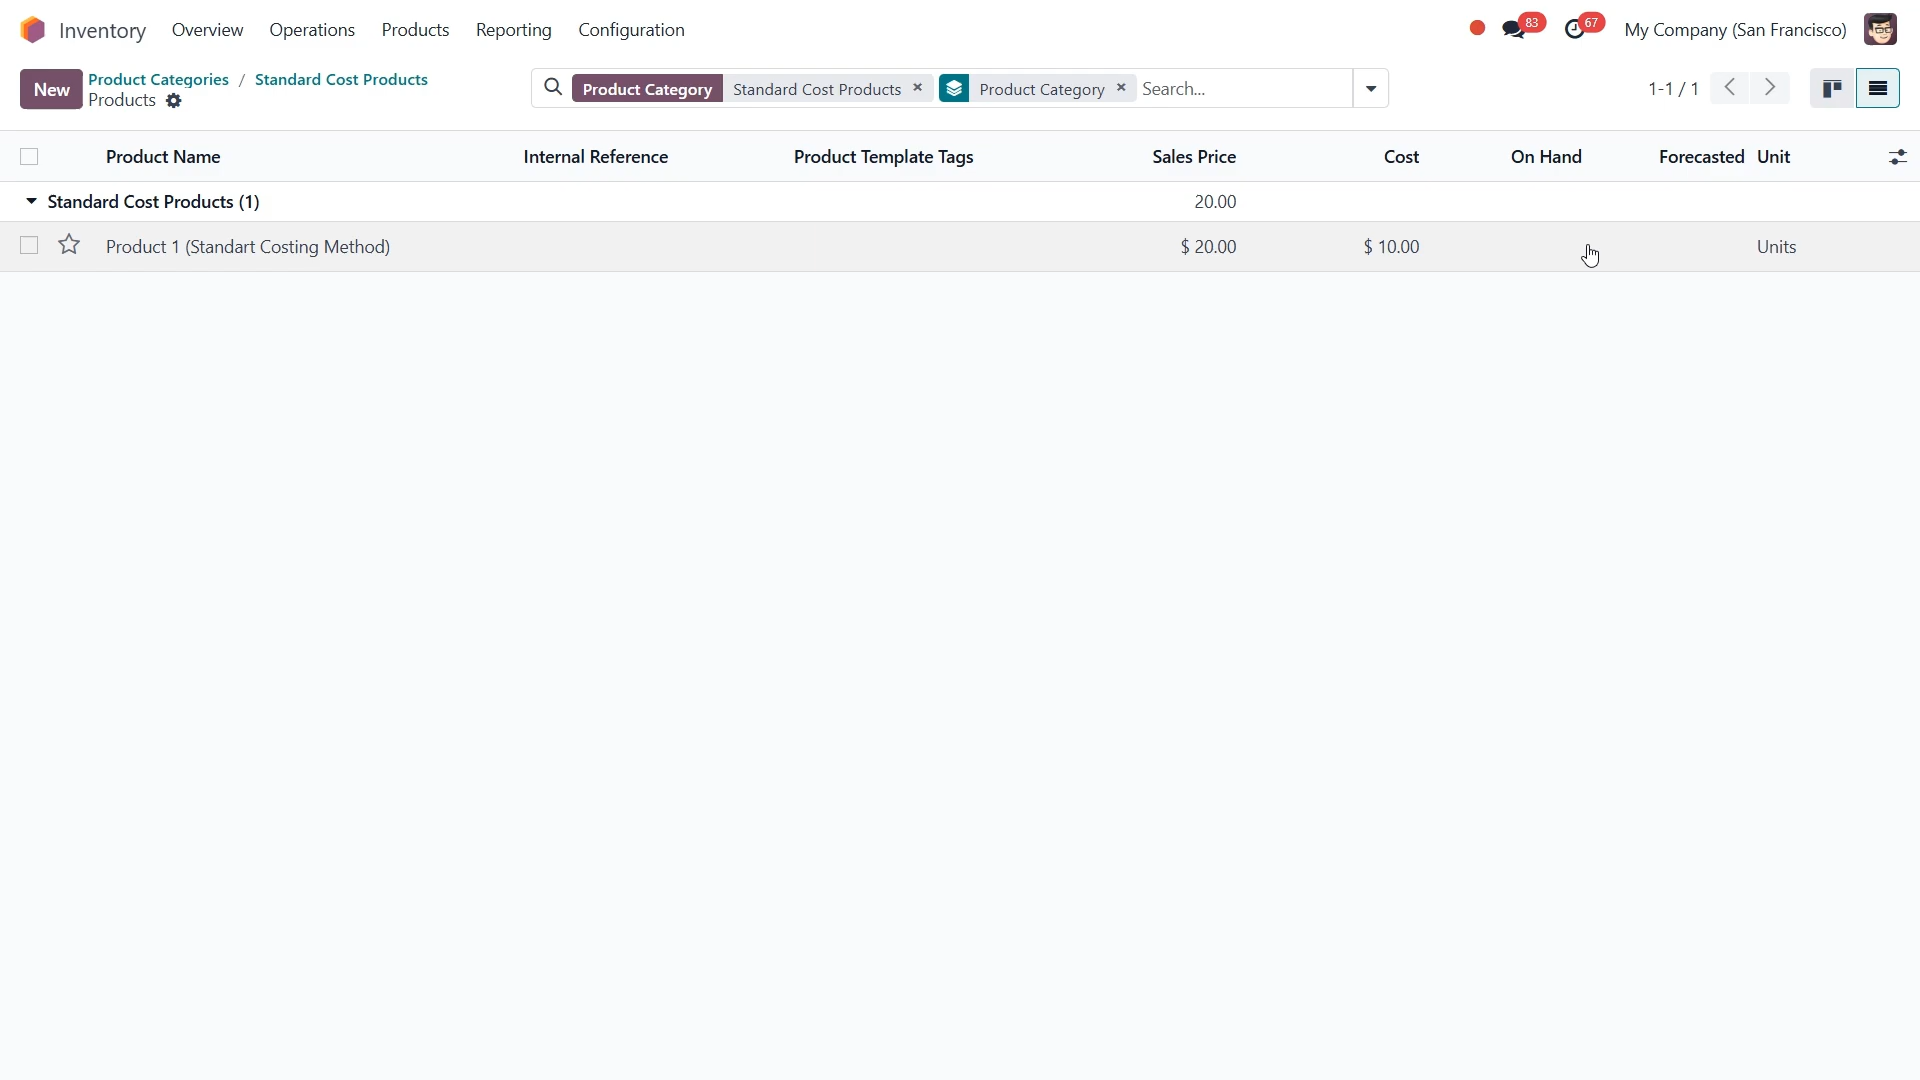 Inventory Overview Operations Products Reporting Configuration 83 67 My Company (San Francisco)
New Product Categories / Standard Cost Products
Products Product Category Standard Cost Products × Product Category × Search... 1-1 / 1
Product Name Internal Reference Product Template Tags Sales Price Cost On Hand Forecasted Unit
Standard Cost Products (1) 20.00
Product 1 (Standart Costing Method) $ 20.00 $ 10.00 Units